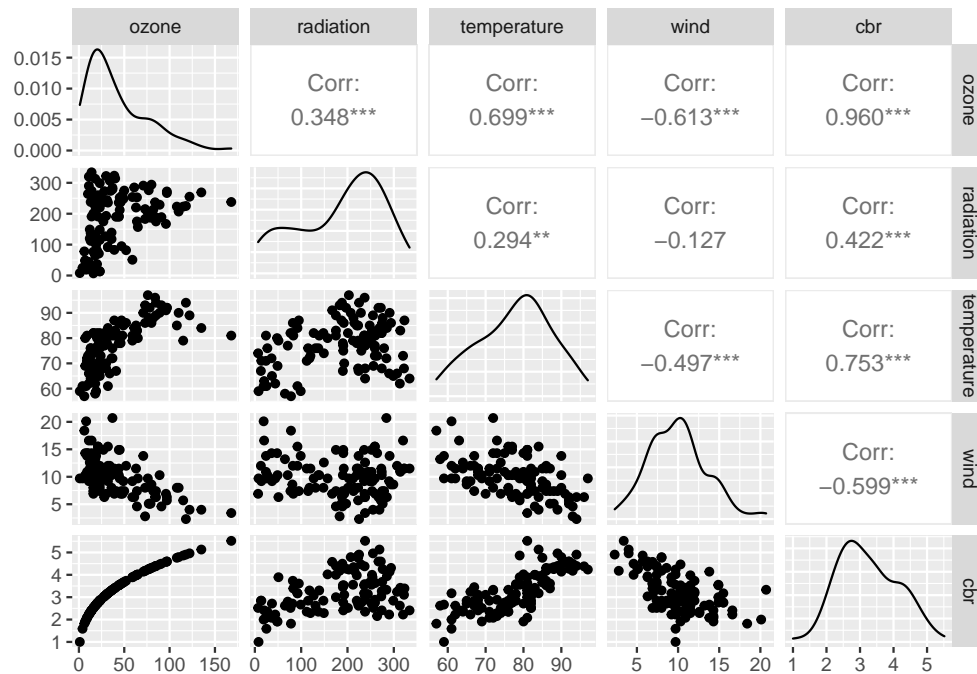 ozone radiation temperature wind cbr
0.015
0.010
0.005
0.000
Corr:
0.348***
Corr:
0.699***
Corr:
−0.613***
Corr:
0.960***
ozone
300
200
100
0
Corr:
0.294**
Corr:
−0.127
Corr:
0.422***
radiation
90
80
70
60
Corr:
−0.497***
Corr:
0.753***
temperature
20
15
10
5
Corr:
−0.599***
wind
5
4
3
2
1
cbr
0 50 100 150 0 100 200 300 60 70 80 90 5 10 15 20 1 2 3 4 5